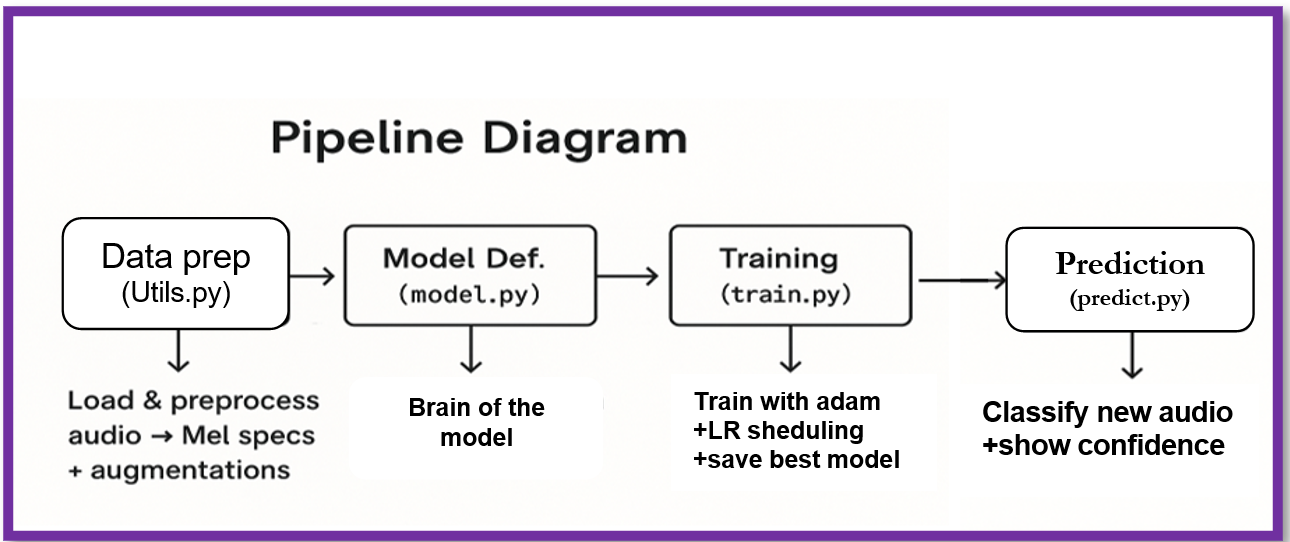 Pipeline Diagram
Data prep
(Utils.py)
Model Def.
(model.py)
Training
(train.py)
Prediction
(predict.py)
Load & preprocess
audio → Mel specs
+ augmentations
Brain of the
model
Train with adam
+LR sheduling
+save best model
Classify new audio
+show confidence